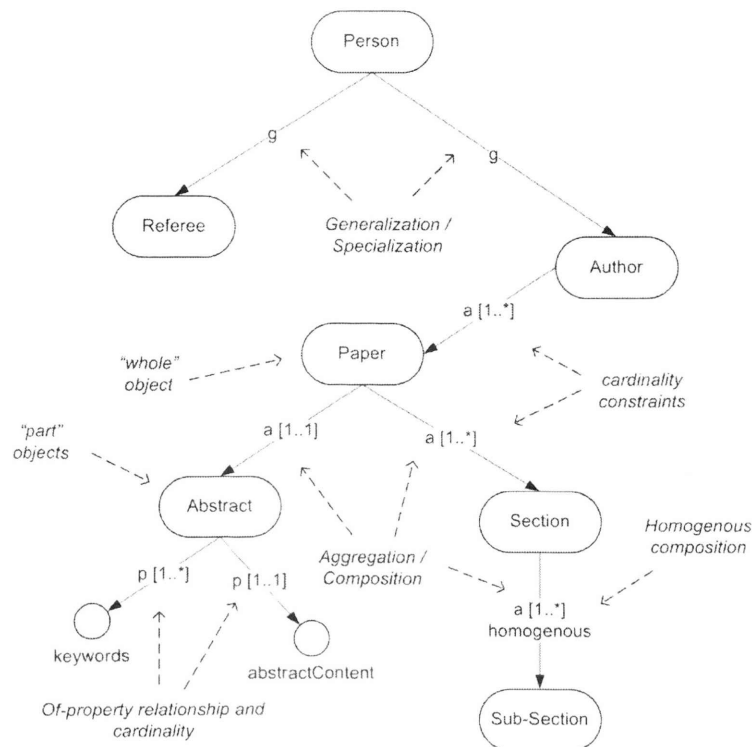 Person
g
g
Referee
Generalization /
Specialization
Author
a [1..*]
Paper
"whole"
object
cardinality
constraints
a [1..1]
a [1..*]
"part"
objects
Abstract
Section
Homogenous
composition
Aggregation /
Composition
p [1..*]
p [1..1]
a [1..*]
homogenous
keywords
abstractContent
Of-property relationship and
cardinality
Sub-Section